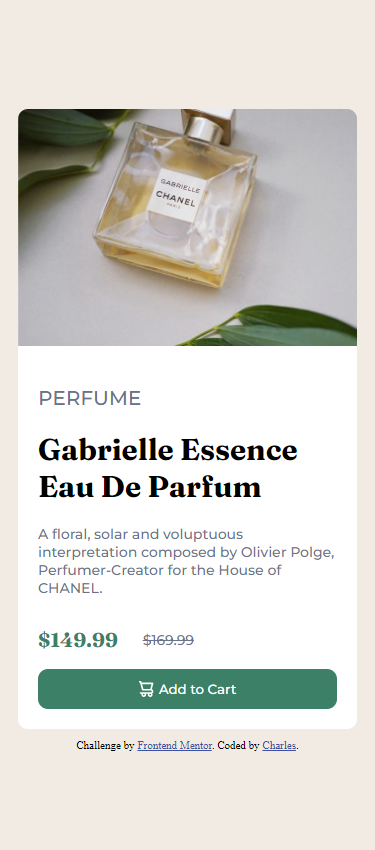 GABRIELLE
CHANEL
PARIS
PERFUME
Gabrielle Essence
Eau De Parfum
A floral, solar and voluptuous
interpretation composed by Olivier Polge,
Perfumer-Creator for the House of
CHANEL.
$149.99 $169.99
Add to Cart
Challenge by Frontend Mentor. Coded by Charles.